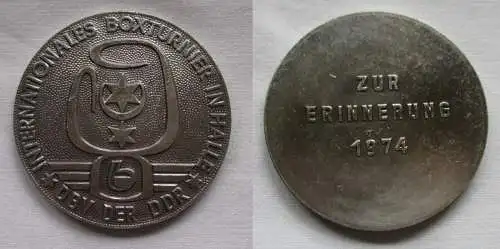 INTERNATIONALES BOXTURNIER IN HALLE
DBV DER DDR
ZUR
ERINNERUNG
1974